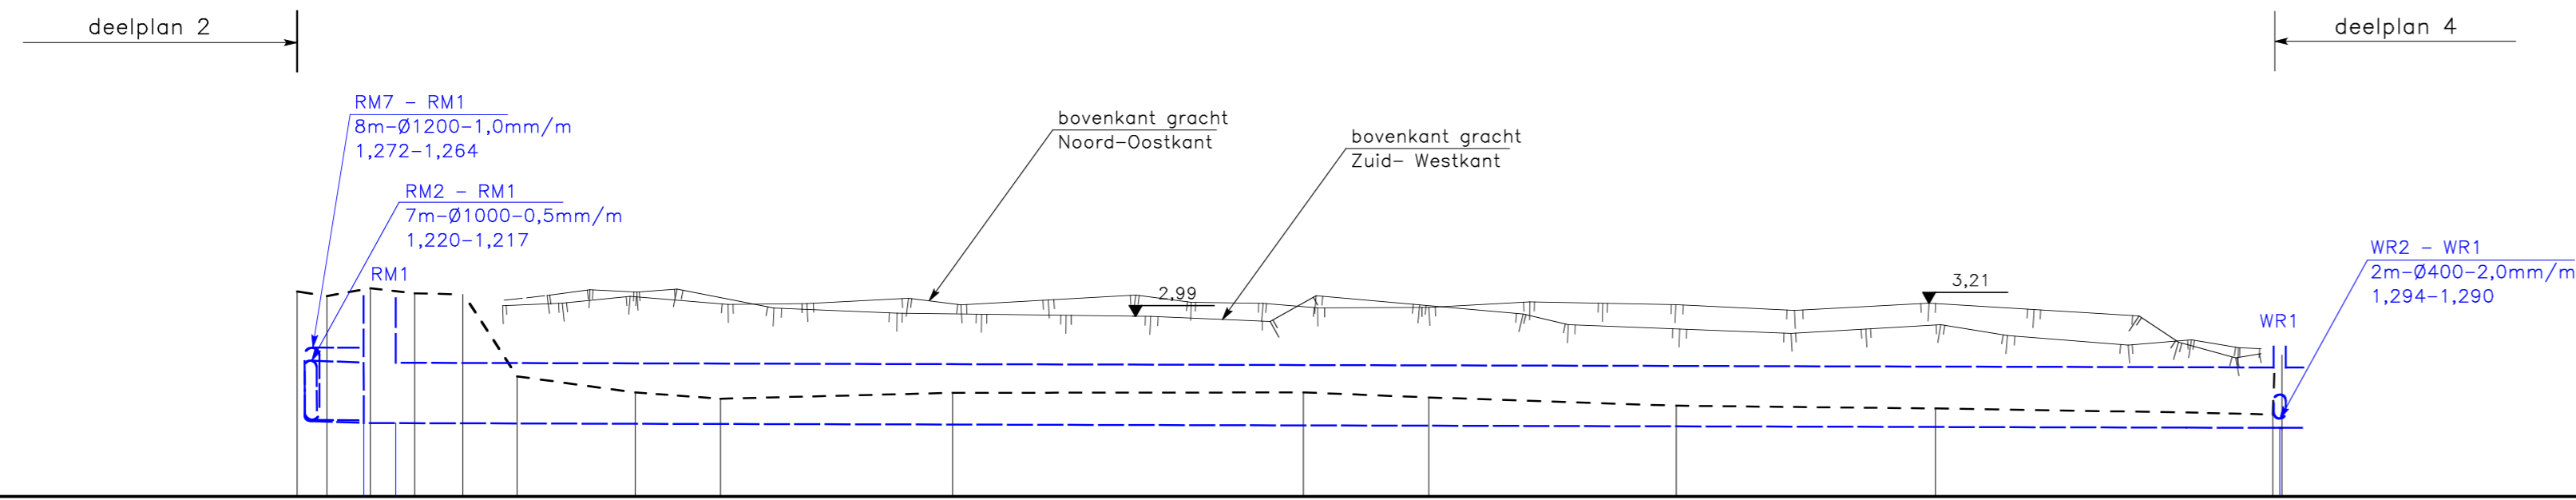 deelplan 2
deelplan 4
RM7 - RM1
8m-Ø1200-1,0mm/m
1,272-1,264
bovenkant gracht
Noord-Oostkant
bovenkant gracht
Zuid- Westkant
RM2 - RM1
7m-Ø1000-0,5mm/m
1,220-1,217
RM1
2,99
3,21
WR2 - WR1
2m-Ø400-2,0mm/m
1,294-1,290
WR1